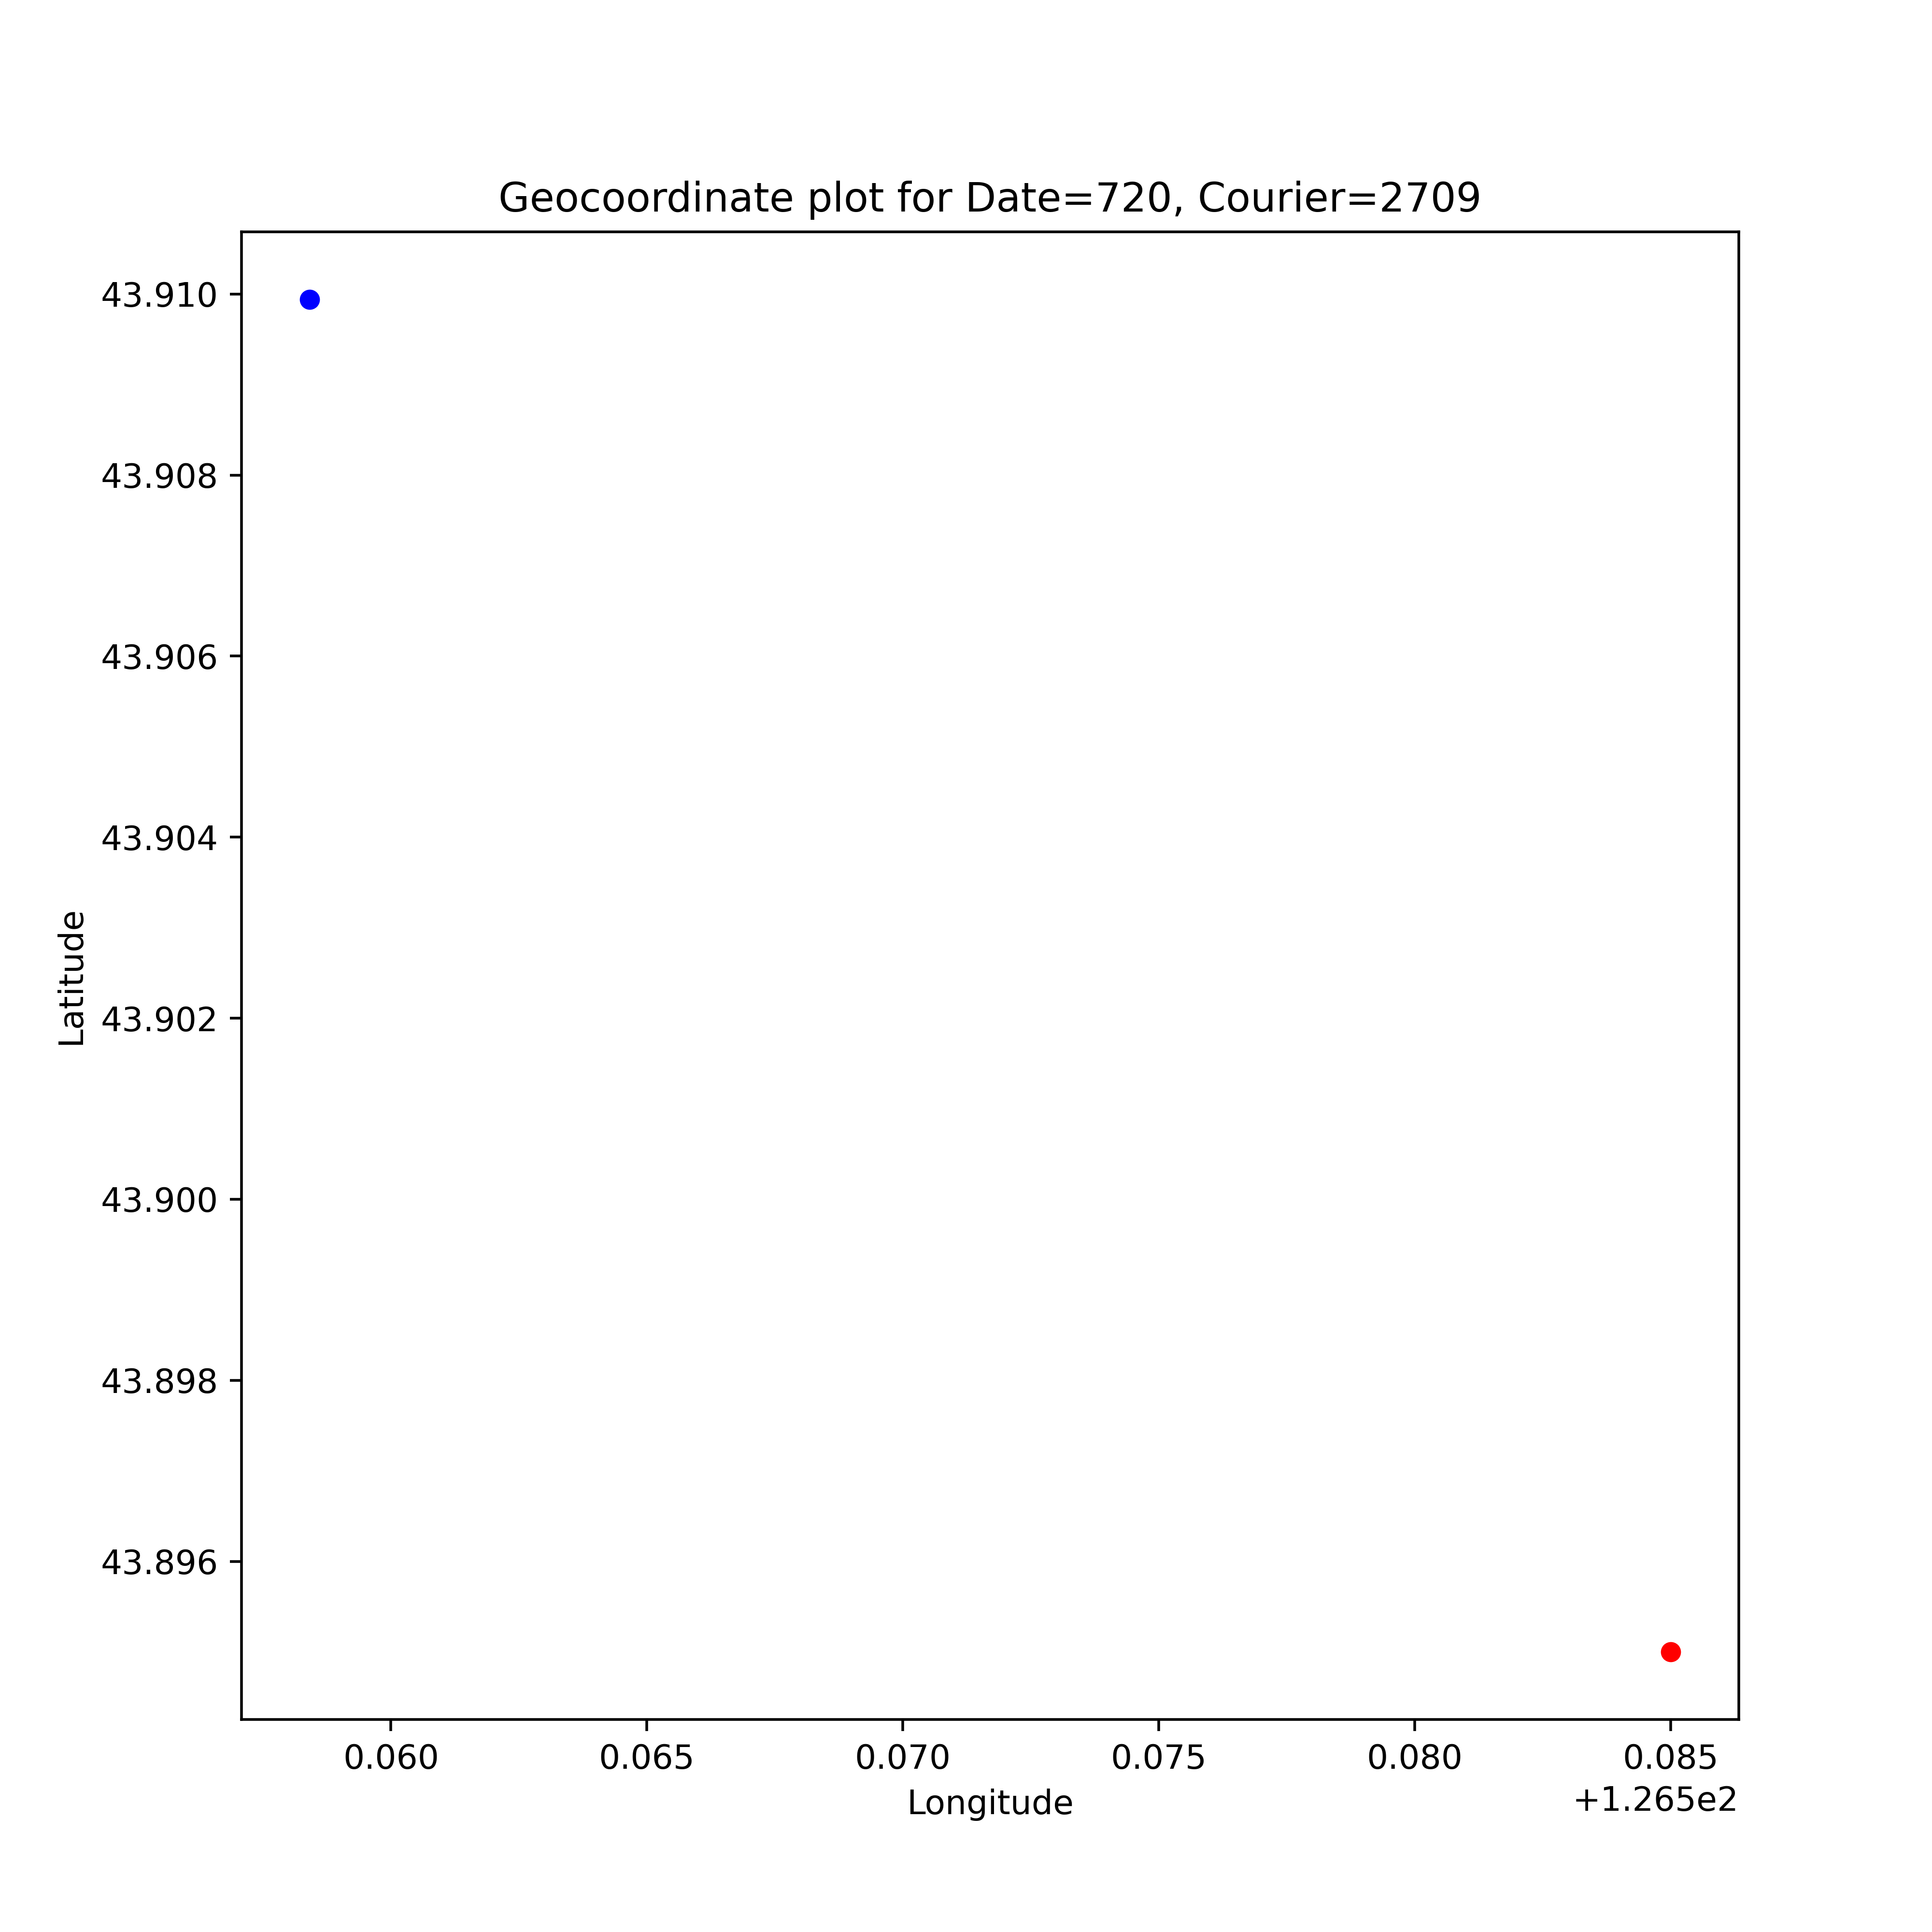 Geocoordinate plot for Date=720, Courier=2709
43.910
43.908
43.906
43.904
43.902
43.900
43.898
43.896
Latitude
0.060 0.065 0.070 0.075 0.080 0.085
+1.265e2
Longitude